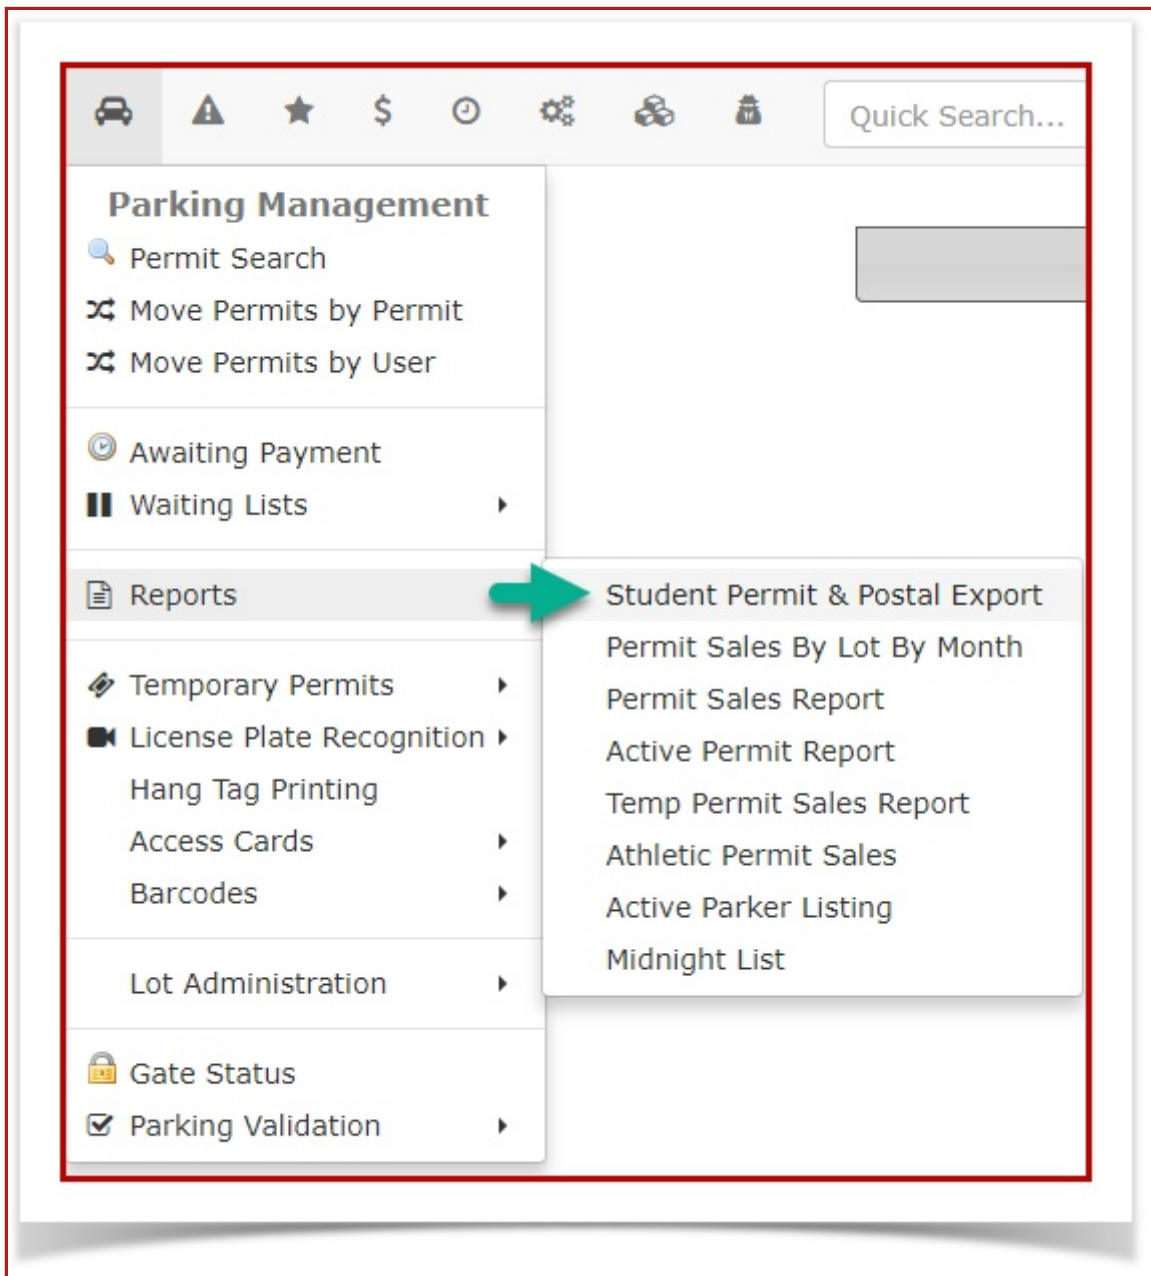 Quick Search...
Parking Management
Permit Search
Move Permits by Permit
Move Permits by User
Awaiting Payment
Waiting Lists
Reports
Student Permit & Postal Export
Permit Sales By Lot By Month
Permit Sales Report
Active Permit Report
Temp Permit Sales Report
Athletic Permit Sales
Active Parker Listing
Midnight List
Temporary Permits
License Plate Recognition
Hang Tag Printing
Access Cards
Barcodes
Lot Administration
Gate Status
Parking Validation